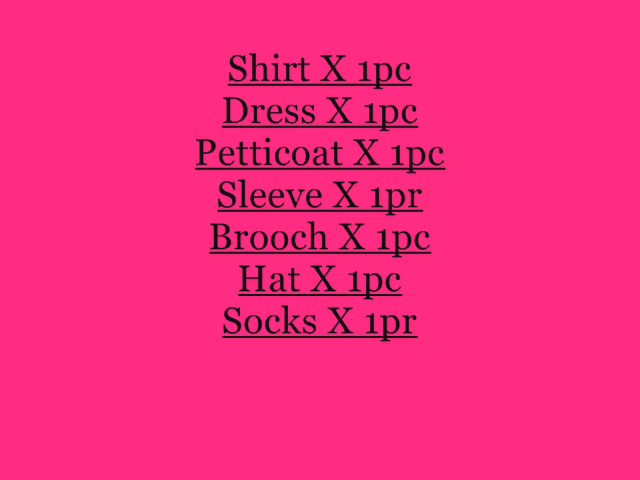 Shirt X 1pc
Dress X 1pc
Petticoat X 1pc
Sleeve X 1pr
Brooch X 1pc
Hat X 1pc
Socks X 1pr